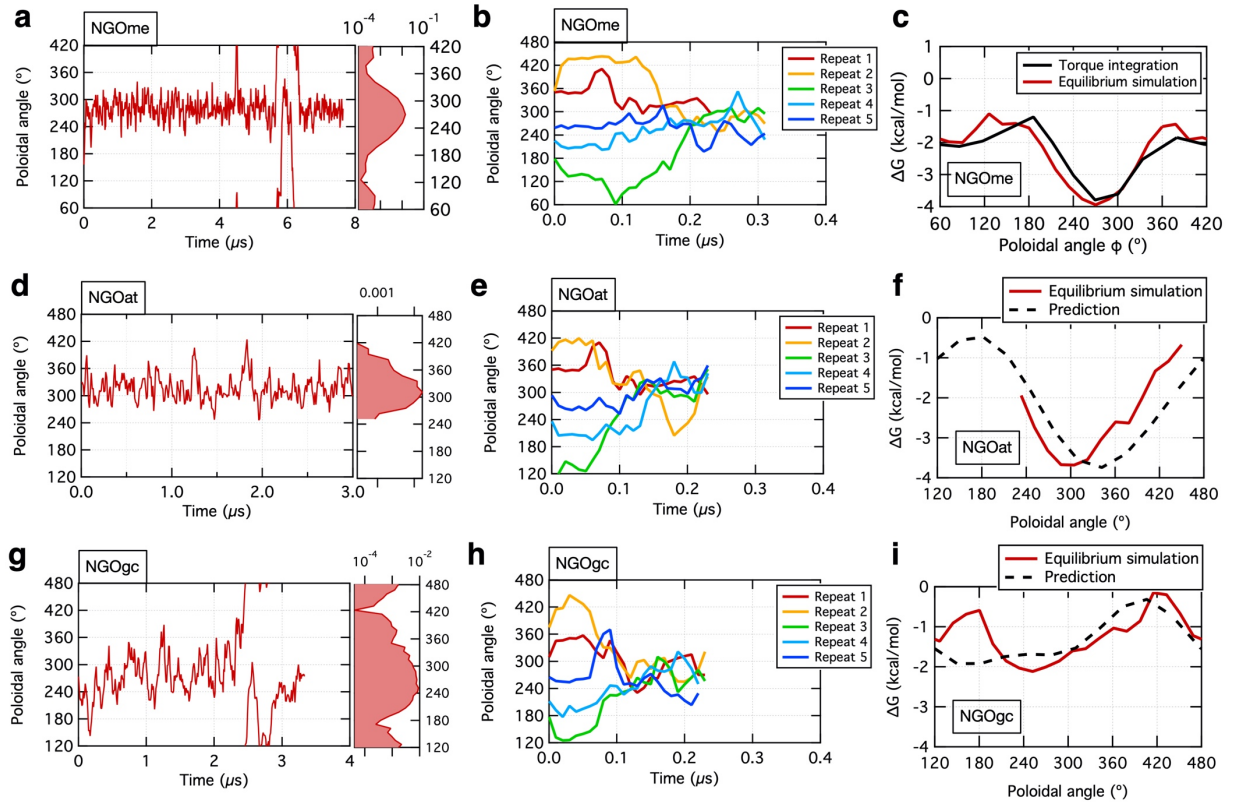 a
NGOme
10-4
10-1
420
360
300
240
180
120
60
Poloidal angle (°)
0
2
4
6
8
Time (µs)
420
360
300
240
180
120
60
b
NGOme
480
420
360
300
240
180
120
60
Poloidal angle (°)
0.0
0.1
0.2
0.3
0.4
Time (µs)
Repeat 1
Repeat 2
Repeat 3
Repeat 4
Repeat 5
c
1
0
-1
-2
-3
-4
ΔG (kcal/mol)
Torque integration
Equilibrium simulation
NGOme
60
120
180
240
300
360
420
Poloidal angle ϕ (°)
d
NGOat
0.001
480
420
360
300
240
180
120
Poloidal angle (°)
0.0
1.0
2.0
3.0
Time (µs)
480
420
360
300
240
180
120
e
NGOat
480
420
360
300
240
180
120
Poloidal angle (°)
0.0
0.1
0.2
0.3
0.4
Time (µs)
Repeat 1
Repeat 2
Repeat 3
Repeat 4
Repeat 5
f
Equilibrium simulation
Prediction
0
-1
-2
-3
-4
ΔG (kcal/mol)
NGOat
120
180
240
300
360
420
480
Poloidal angle (°)
g
NGOgc
10-4
10-2
480
420
360
300
240
180
120
Poloidal angle (°)
0
1
2
3
4
Time (µs)
480
420
360
300
240
180
120
h
NGOgc
480
420
360
300
240
180
120
Poloidal angle (°)
0.0
0.1
0.2
0.3
0.4
Time (µs)
Repeat 1
Repeat 2
Repeat 3
Repeat 4
Repeat 5
i
Equilibrium simulation
Prediction
0
-1
-2
-3
-4
ΔG (kcal/mol)
NGOgc
120
180
240
300
360
420
480
Poloidal angle (°)